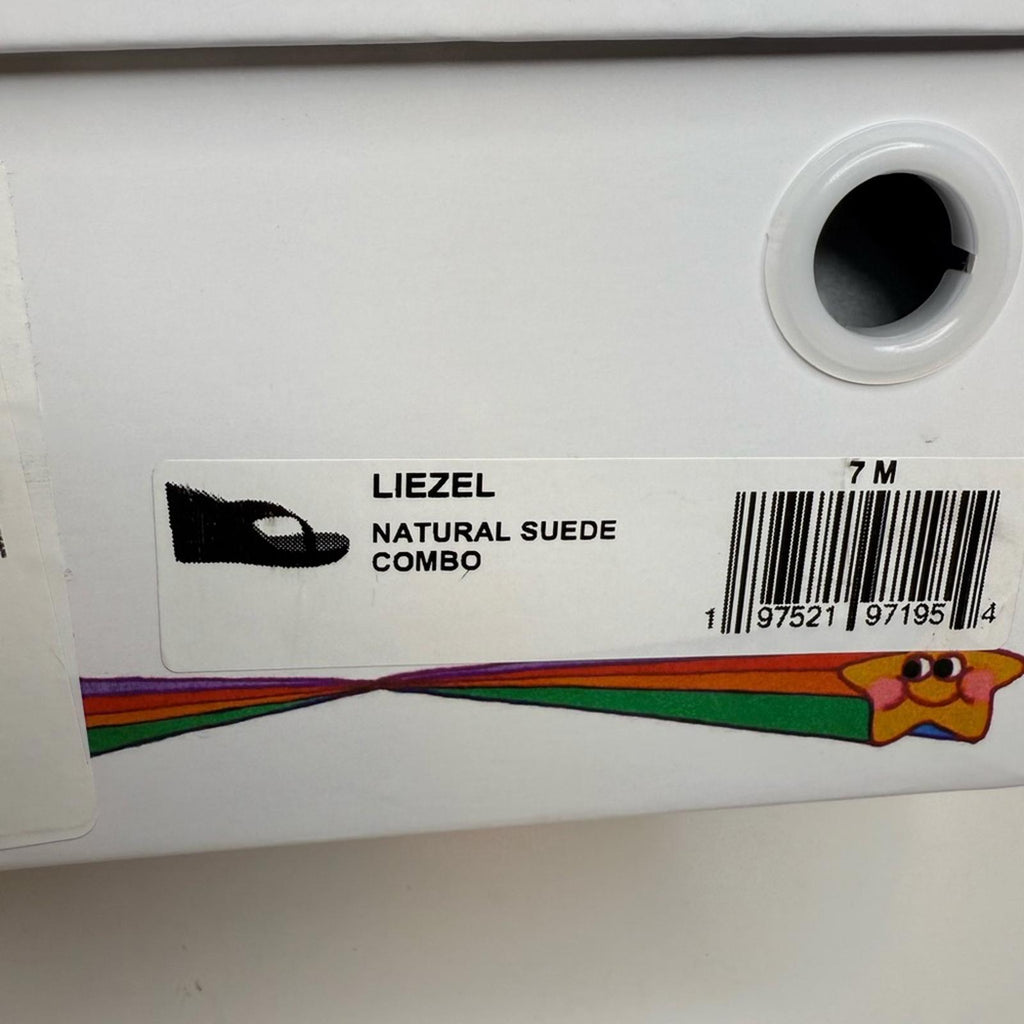 LIEZEL
NATURAL SUEDE
COMBO
7 M
1 97521 97195 4